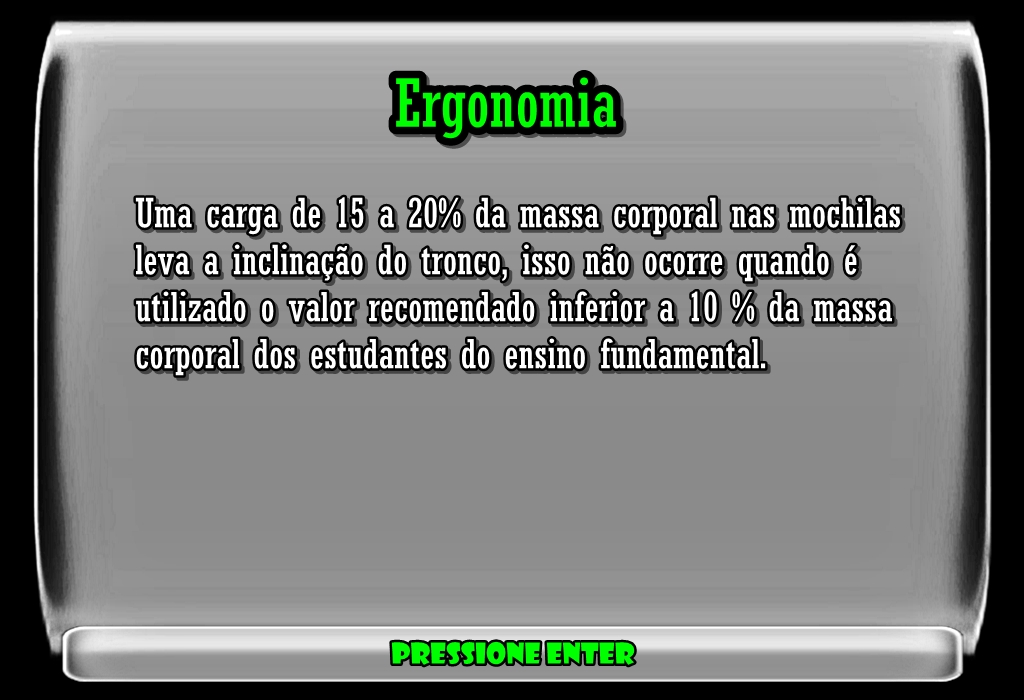 Ergonomia
Uma carga de 15 a 20% da massa corporal nas mochilas
leva a inclinação do tronco, isso não ocorre quando é
utilizado o valor recomendado inferior a 10 % da massa
corporal dos estudantes do ensino fundamental.
PRESSIONE ENTER